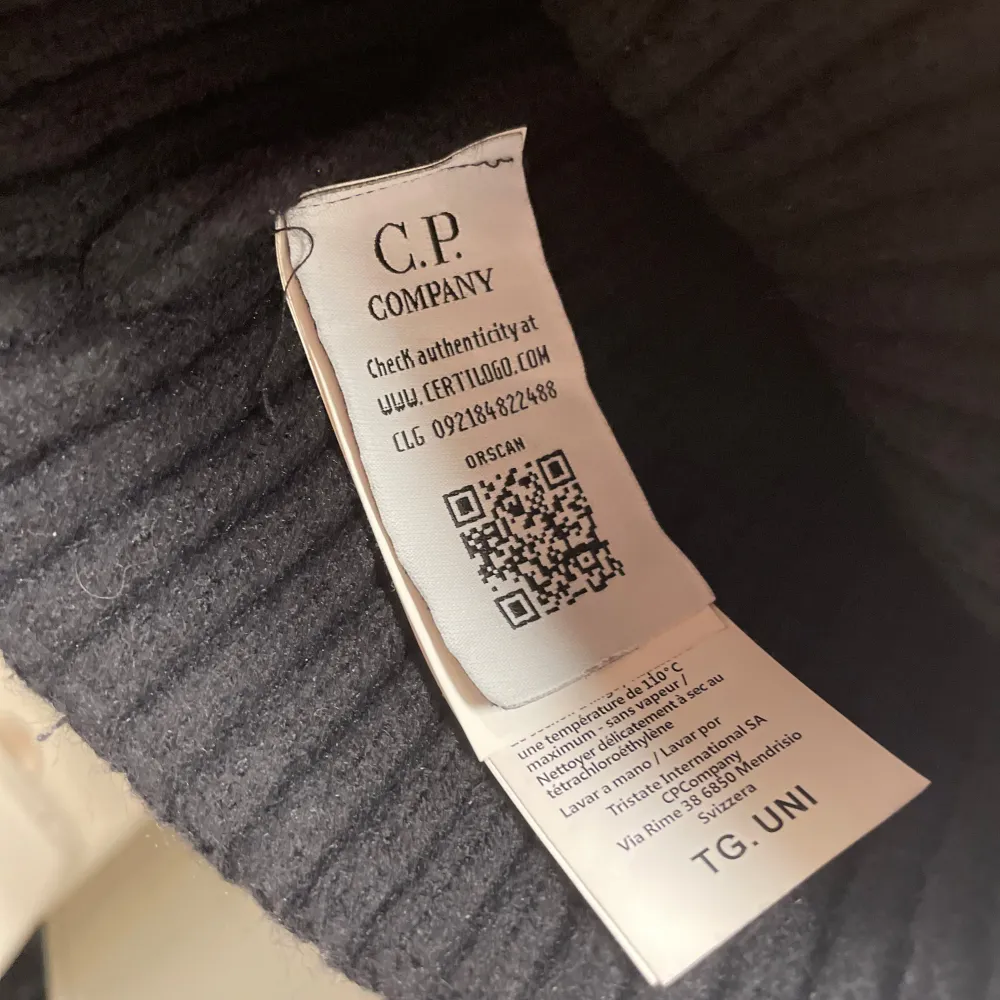 C.P.
COMPANY
ChecK authenticity at
WWW.CERTILOGO.COM
CLG 092184822488
ORSCAN
une température de 110°C
maximum - sans vapeur /
Nettoyer délicatement à sec au
tétrachloroéthylène
Lavar a mano / Lavar por
Tristate International SA
CPCompany
Via Rime 38 6850 Mendrisio
Svizzera
TG. UNI